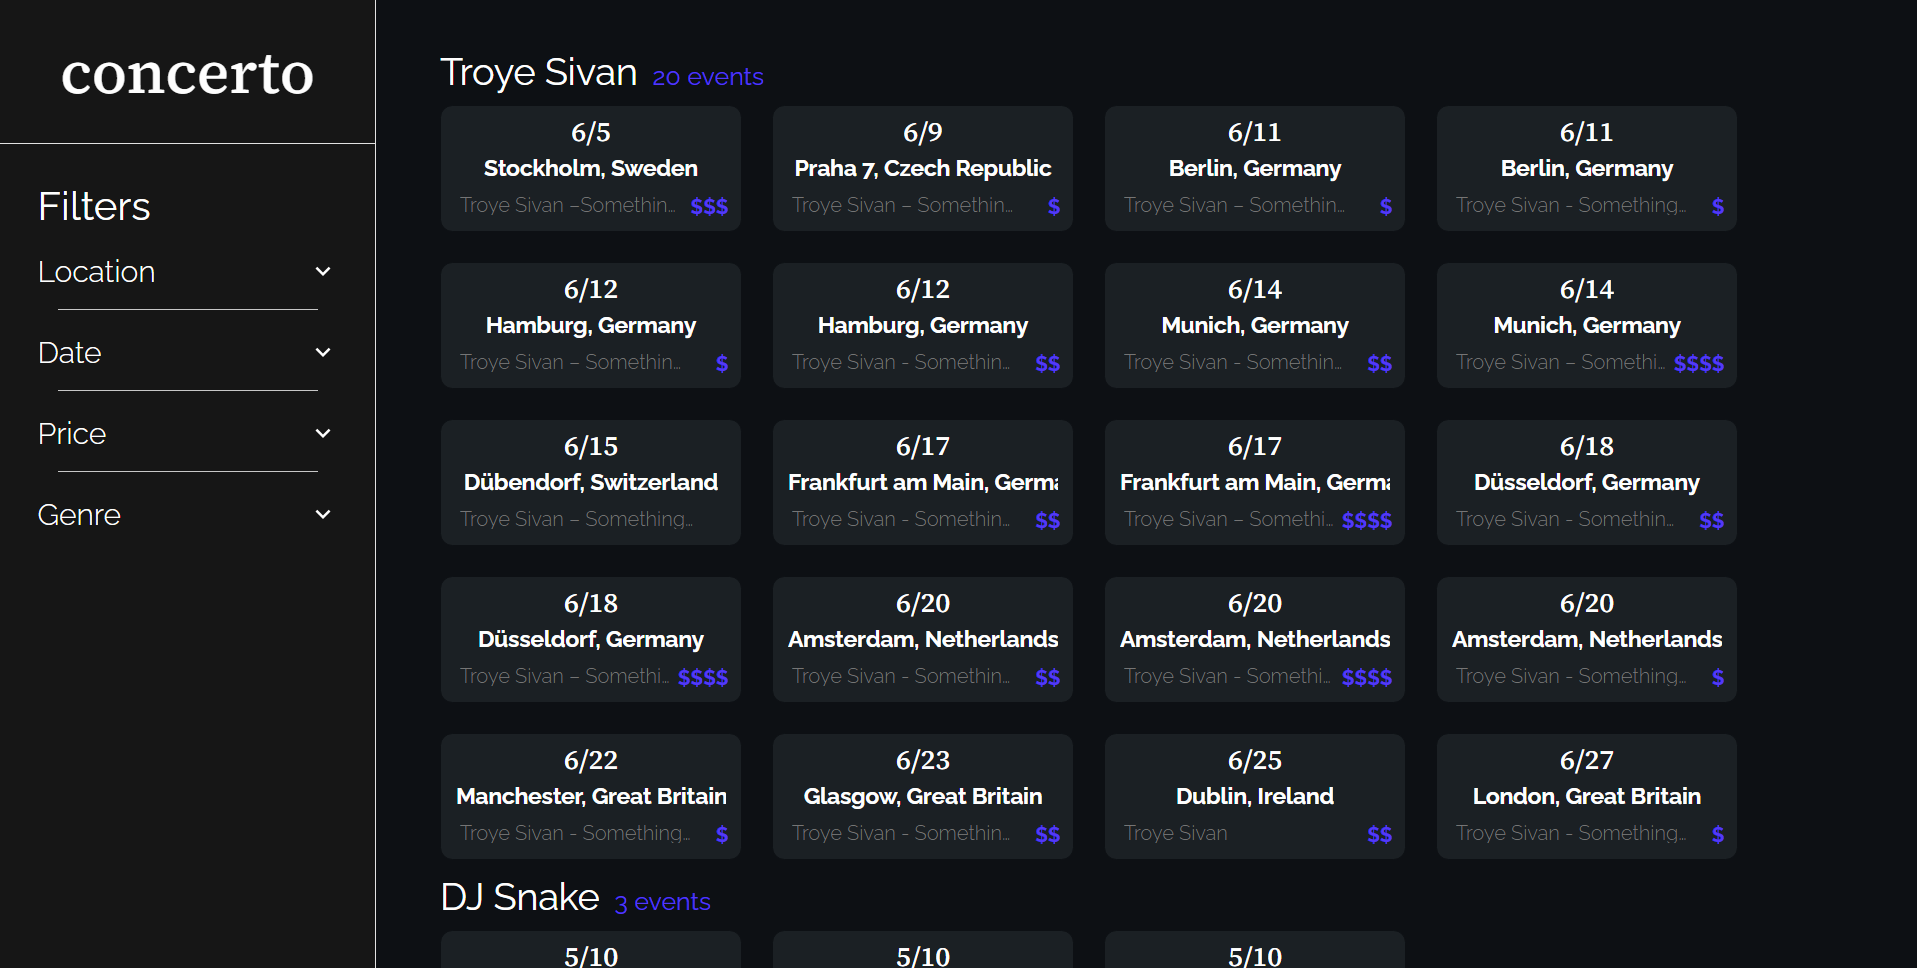 concerto
Filters
Location
Date
Price
Genre
Troye Sivan 20 events
6/5
Stockholm, Sweden
Troye Sivan –Somethin... $$$
6/9
Praha 7, Czech Republic
Troye Sivan – Somethin... $
6/11
Berlin, Germany
Troye Sivan – Somethin... $
6/11
Berlin, Germany
Troye Sivan - Something... $
6/12
Hamburg, Germany
Troye Sivan – Somethin... $
6/12
Hamburg, Germany
Troye Sivan - Somethin... $$
6/14
Munich, Germany
Troye Sivan - Somethin... $$
6/14
Munich, Germany
Troye Sivan – Somethi... $$$$
6/15
Dübendorf, Switzerland
Troye Sivan – Something...
6/17
Frankfurt am Main, Germa
Troye Sivan - Somethin... $$
6/17
Frankfurt am Main, Germa
Troye Sivan – Somethi... $$$$
6/18
Düsseldorf, Germany
Troye Sivan - Somethin... $$
6/18
Düsseldorf, Germany
Troye Sivan – Somethi... $$$$
6/20
Amsterdam, Netherlands
Troye Sivan - Somethin... $$
6/20
Amsterdam, Netherlands
Troye Sivan - Somethi... $$$$
6/20
Amsterdam, Netherlands
Troye Sivan - Something... $
6/22
Manchester, Great Britain
Troye Sivan - Something... $
6/23
Glasgow, Great Britain
Troye Sivan - Somethin... $$
6/25
Dublin, Ireland
Troye Sivan $$
6/27
London, Great Britain
Troye Sivan - Something... $
DJ Snake 3 events
5/10
5/10
5/10